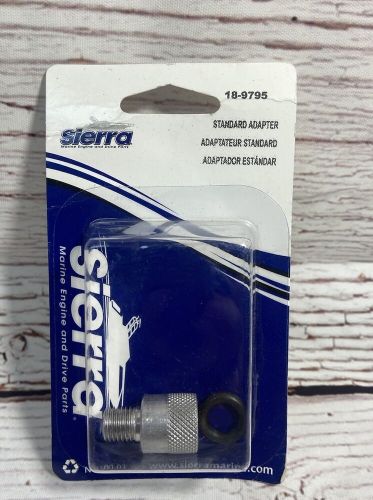 18-9795
sierra
Marine Engine and Drive Parts
STANDARD ADAPTER
ADAPTATEUR STANDARD
ADAPTADOR ESTÁNDAR
sierra
Marine Engine and Drive Parts
www.sierramarine.com